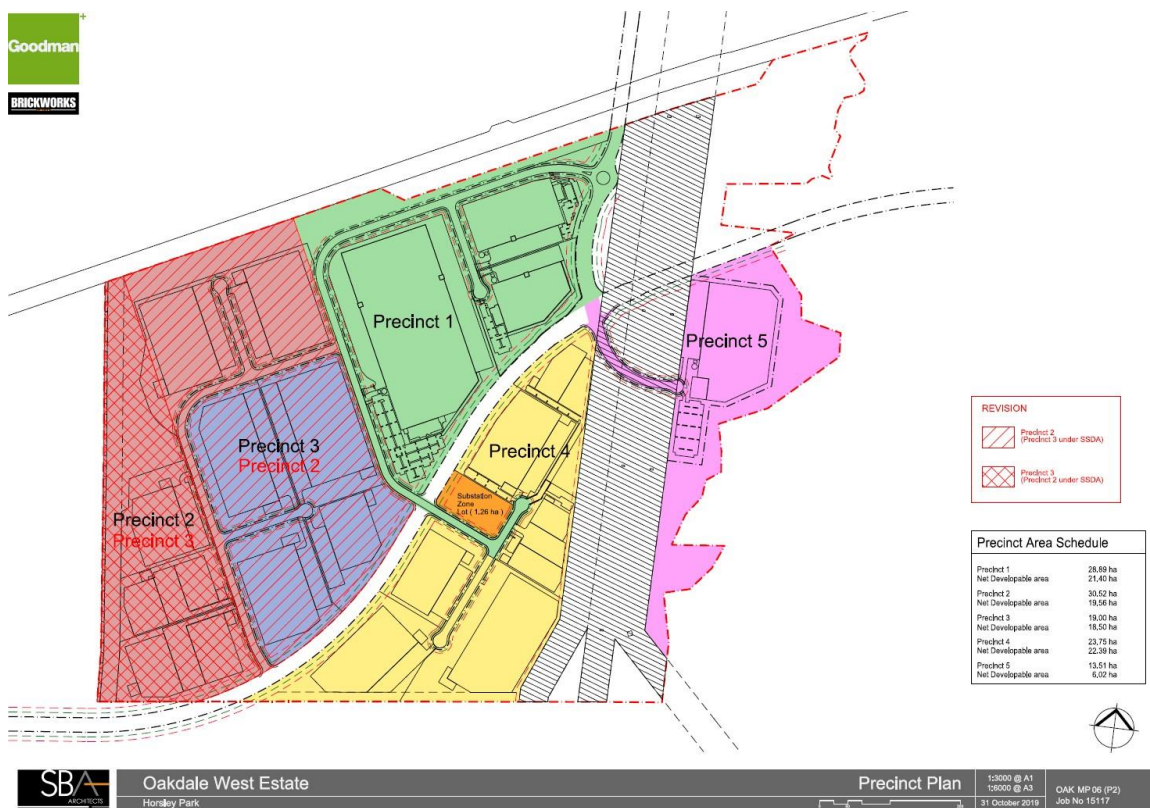 Goodman
BRICKWORKS
Precinct 1
Precinct 5
Precinct 3
Precinct 2
Precinct 4
Substation
Zone
Lot ( 1,26 ha )
Precinct 2
Precinct 3
REVISION
Precinct 2
(Precinct 3 under SSDA)
Precinct 3
(Precinct 2 under SSDA)
Precinct Area Schedule
Precinct 1 28,89 ha
Net Developable area 21,40 ha
Precinct 2 30,52 ha
Net Developable area 19,56 ha
Precinct 3 19,00 ha
Net Developable area 18,50 ha
Precinct 4 23,75 ha
Net Developable area 22,39 ha
Precinct 5 13,51 ha
Net Developable area 6,02 ha
SBA
ARCHITECTS
Oakdale West Estate
Horsley Park
Precinct Plan
1:3000 @ A1
1:6000 @ A3
31 October 2019
OAK MP 06 (P2)
Job No 15117